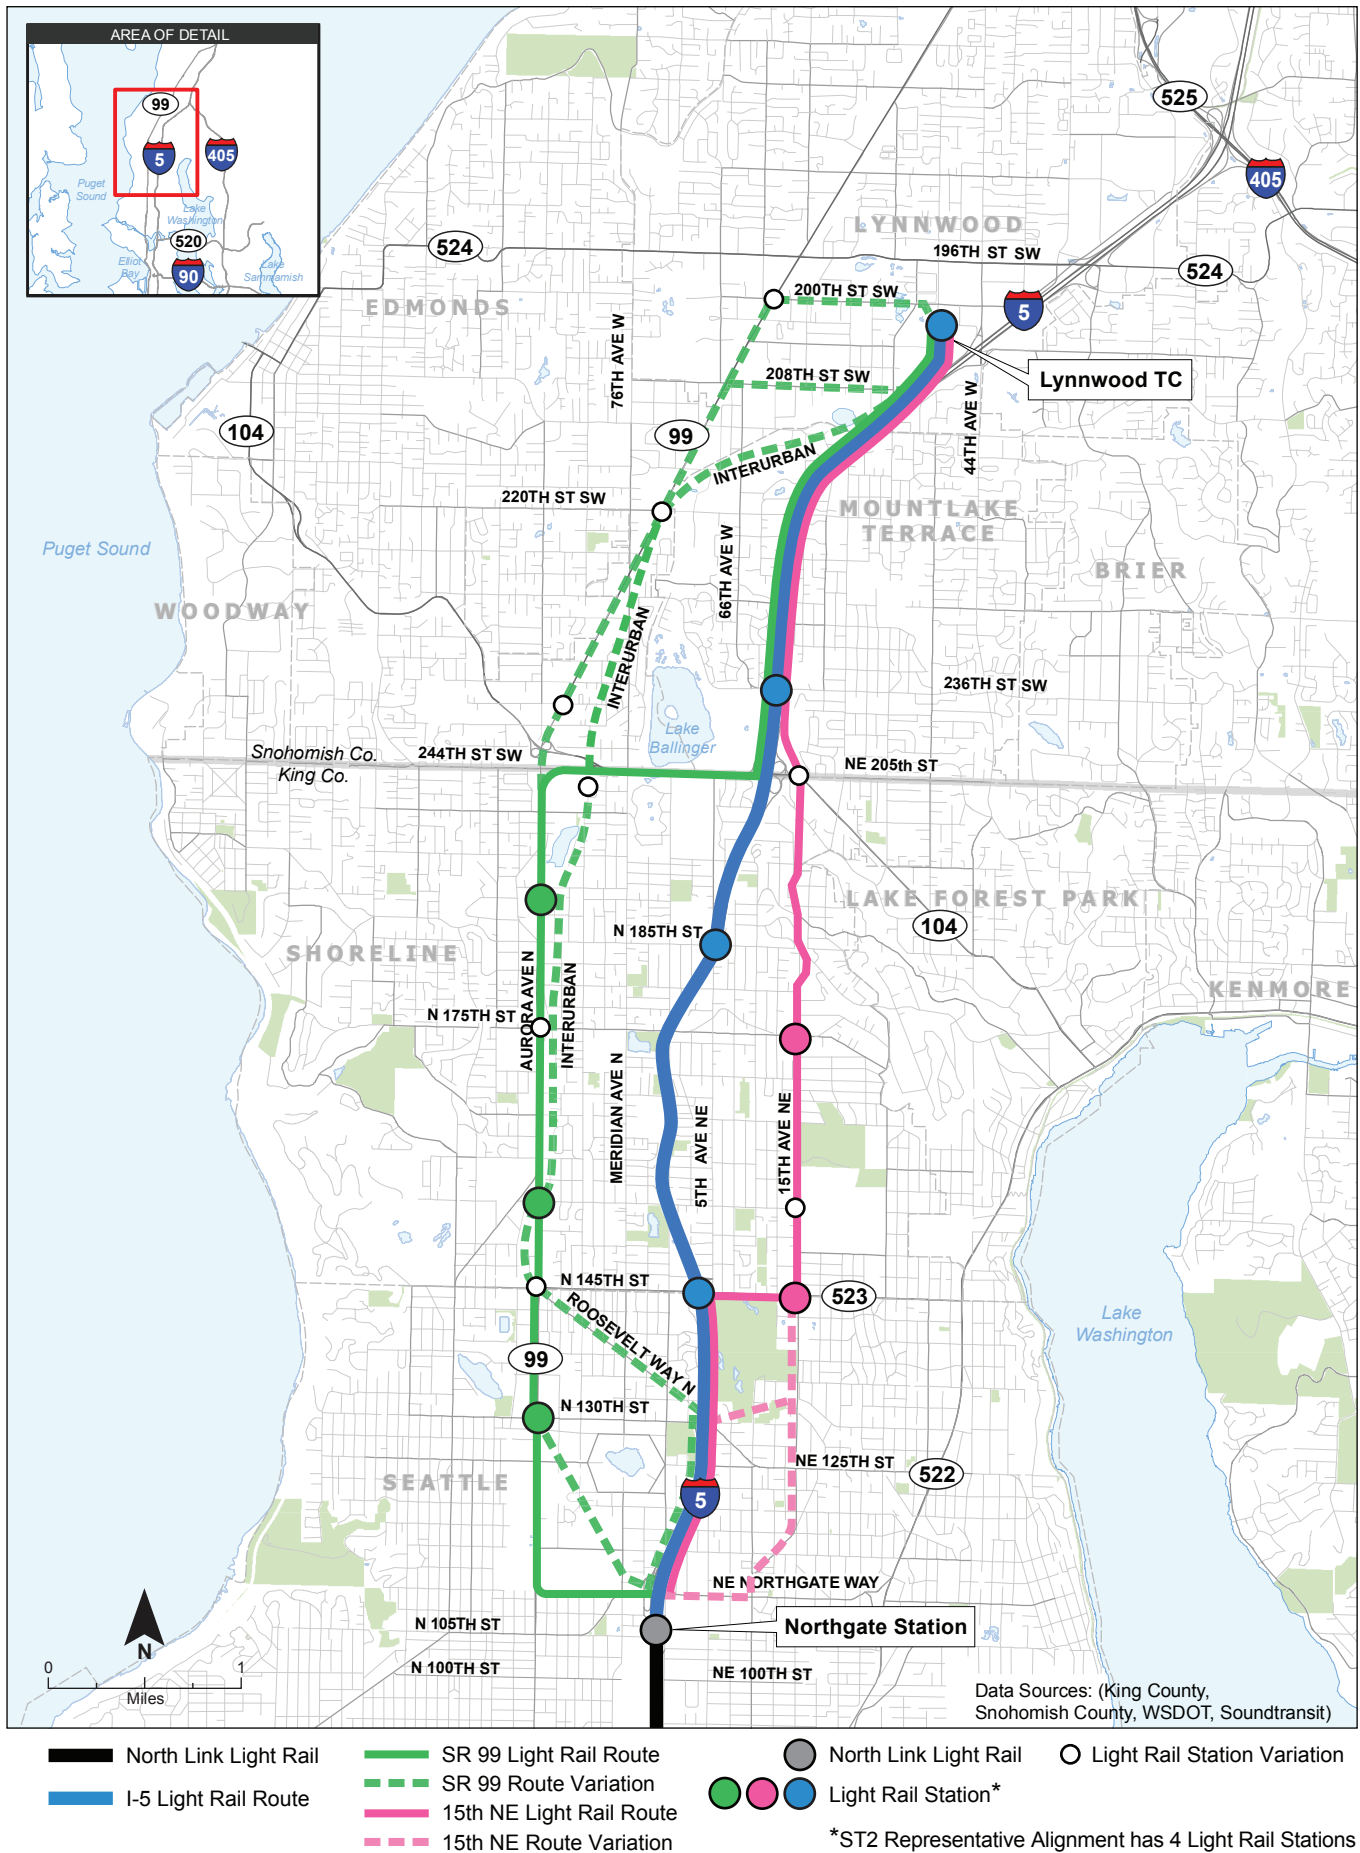 AREA OF DETAIL
99
5
405
Puget
Sound
Lake
Washington
520
Elliot
Bay
90
Lake
Sammamish
525
405
LYNNWOOD
196TH ST SW
524
524
EDMONDS
200TH ST SW
5
76TH AVE W
208TH ST SW
Lynnwood TC
104
99
44TH AVE W
INTERURBAN
220TH ST SW
MOUNTLAKE
TERRACE
Puget Sound
66TH AVE W
BRIER
WOODWAY
INTERURBAN
236TH ST SW
Lake
Ballinger
Snohomish Co.
King Co.
244TH ST SW
NE 205th ST
LAKE FOREST PARK
104
N 185TH ST
SHORELINE
AURORA AVE N
INTERURBAN
KENMORE
N 175TH ST
MERIDIAN AVE N
5TH AVE NE
15TH AVE NE
N 145TH ST
523
ROOSEVELT WAY N
Lake
Washington
99
N 130TH ST
NE 125TH ST
522
SEATTLE
5
NE NORTHGATE WAY
N 105TH ST
Northgate Station
N
N 100TH ST
NE 100TH ST
0 1
Miles
Data Sources: (King County,
Snohomish County, WSDOT, Soundtransit)
North Link Light Rail
I-5 Light Rail Route
SR 99 Light Rail Route
SR 99 Route Variation
15th NE Light Rail Route
15th NE Route Variation
North Link Light Rail
Light Rail Station Variation
Light Rail Station*
*ST2 Representative Alignment has 4 Light Rail Stations